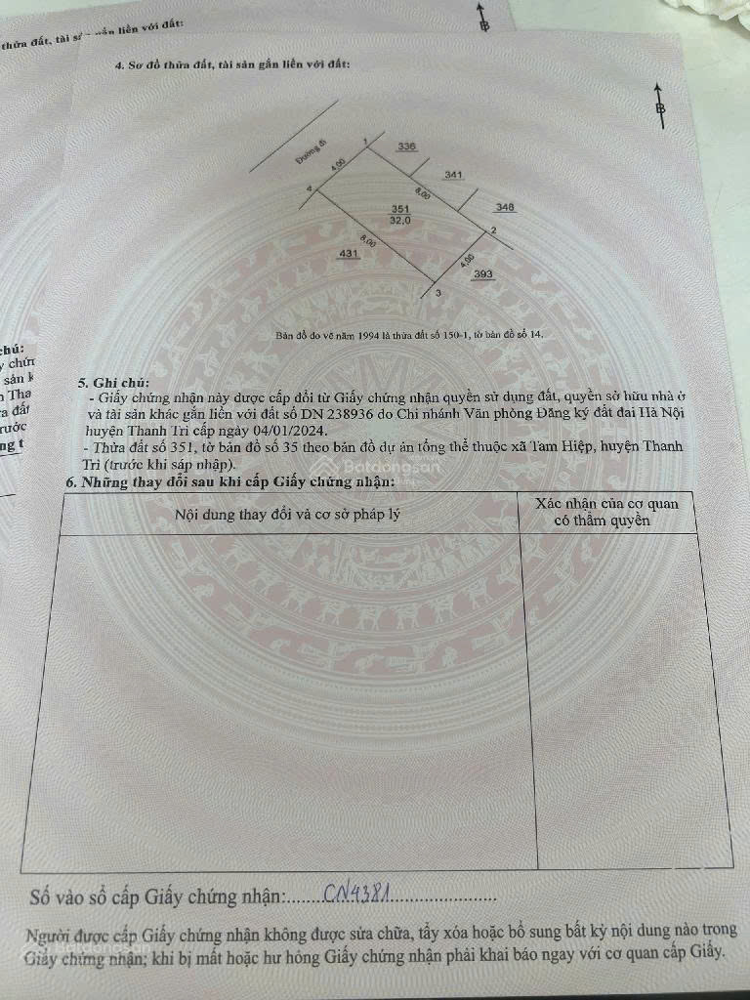 thửa đất, tài sản gắn liền với đất:
B
4. Sơ đồ thửa đất, tài sản gắn liền với đất:
B
Đường đi
1
336
4,00
341
8,00
4
351
32,0
348
2
8,00
431
4,00
393
3
Bản đồ đo vẽ năm 1994 là thửa đất số 150-1, tờ bản đồ số 14.
chú:
5. Ghi chú:
- Giấy chứng nhận này được cấp đổi từ Giấy chứng nhận quyền sử dụng đất, quyền sở hữu nhà ở
và tài sản khác gắn liền với đất số DN 238936 do Chi nhánh Văn phòng Đăng ký đất đai Hà Nội
huyện Thanh Trì cấp ngày 04/01/2024.
- Thửa đất số 351, tờ bản đồ số 35 theo bản đồ dự án tổng thể thuộc xã Tam Hiệp, huyện Thanh
Trì (trước khi sáp nhập).
Batdongsan
6. Những thay đổi sau khi cấp Giấy chứng nhận:
Nội dung thay đổi và cơ sở pháp lý
Xác nhận của cơ quan
có thẩm quyền
Số vào sổ cấp Giấy chứng nhận:.......CN4381............................
Người được cấp Giấy chứng nhận không được sửa chữa, tẩy xóa hoặc bổ sung bất kỳ nội dung nào trong
Giấy chứng nhận; khi bị mất hoặc hư hỏng Giấy chứng nhận phải khai báo ngay với cơ quan cấp Giấy.
Batdongsan